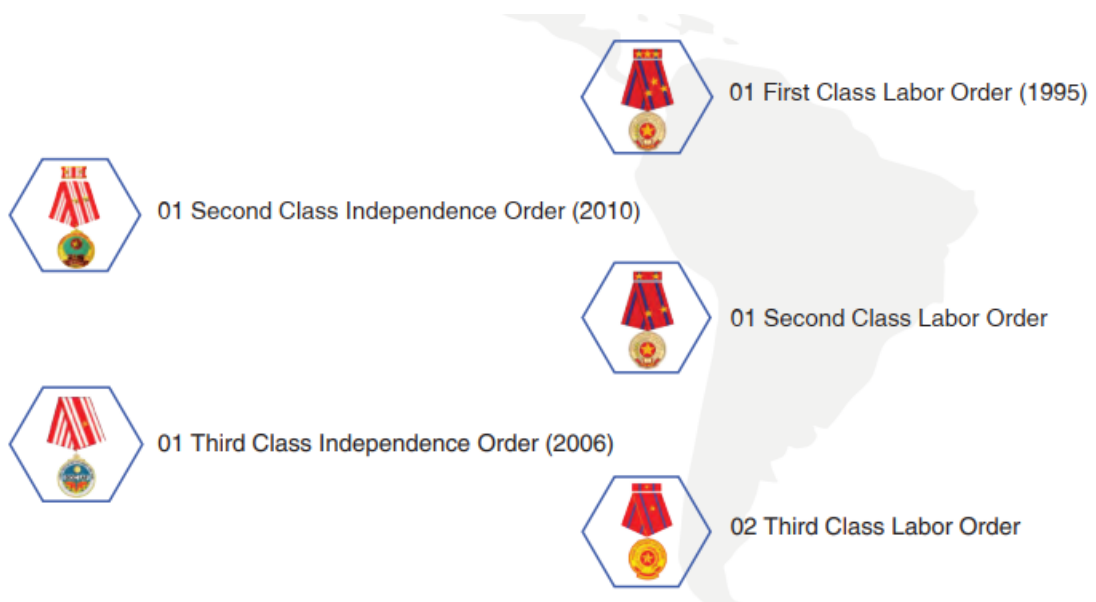 01 First Class Labor Order (1995)
01 Second Class Independence Order (2010)
01 Second Class Labor Order
01 Third Class Independence Order (2006)
02 Third Class Labor Order